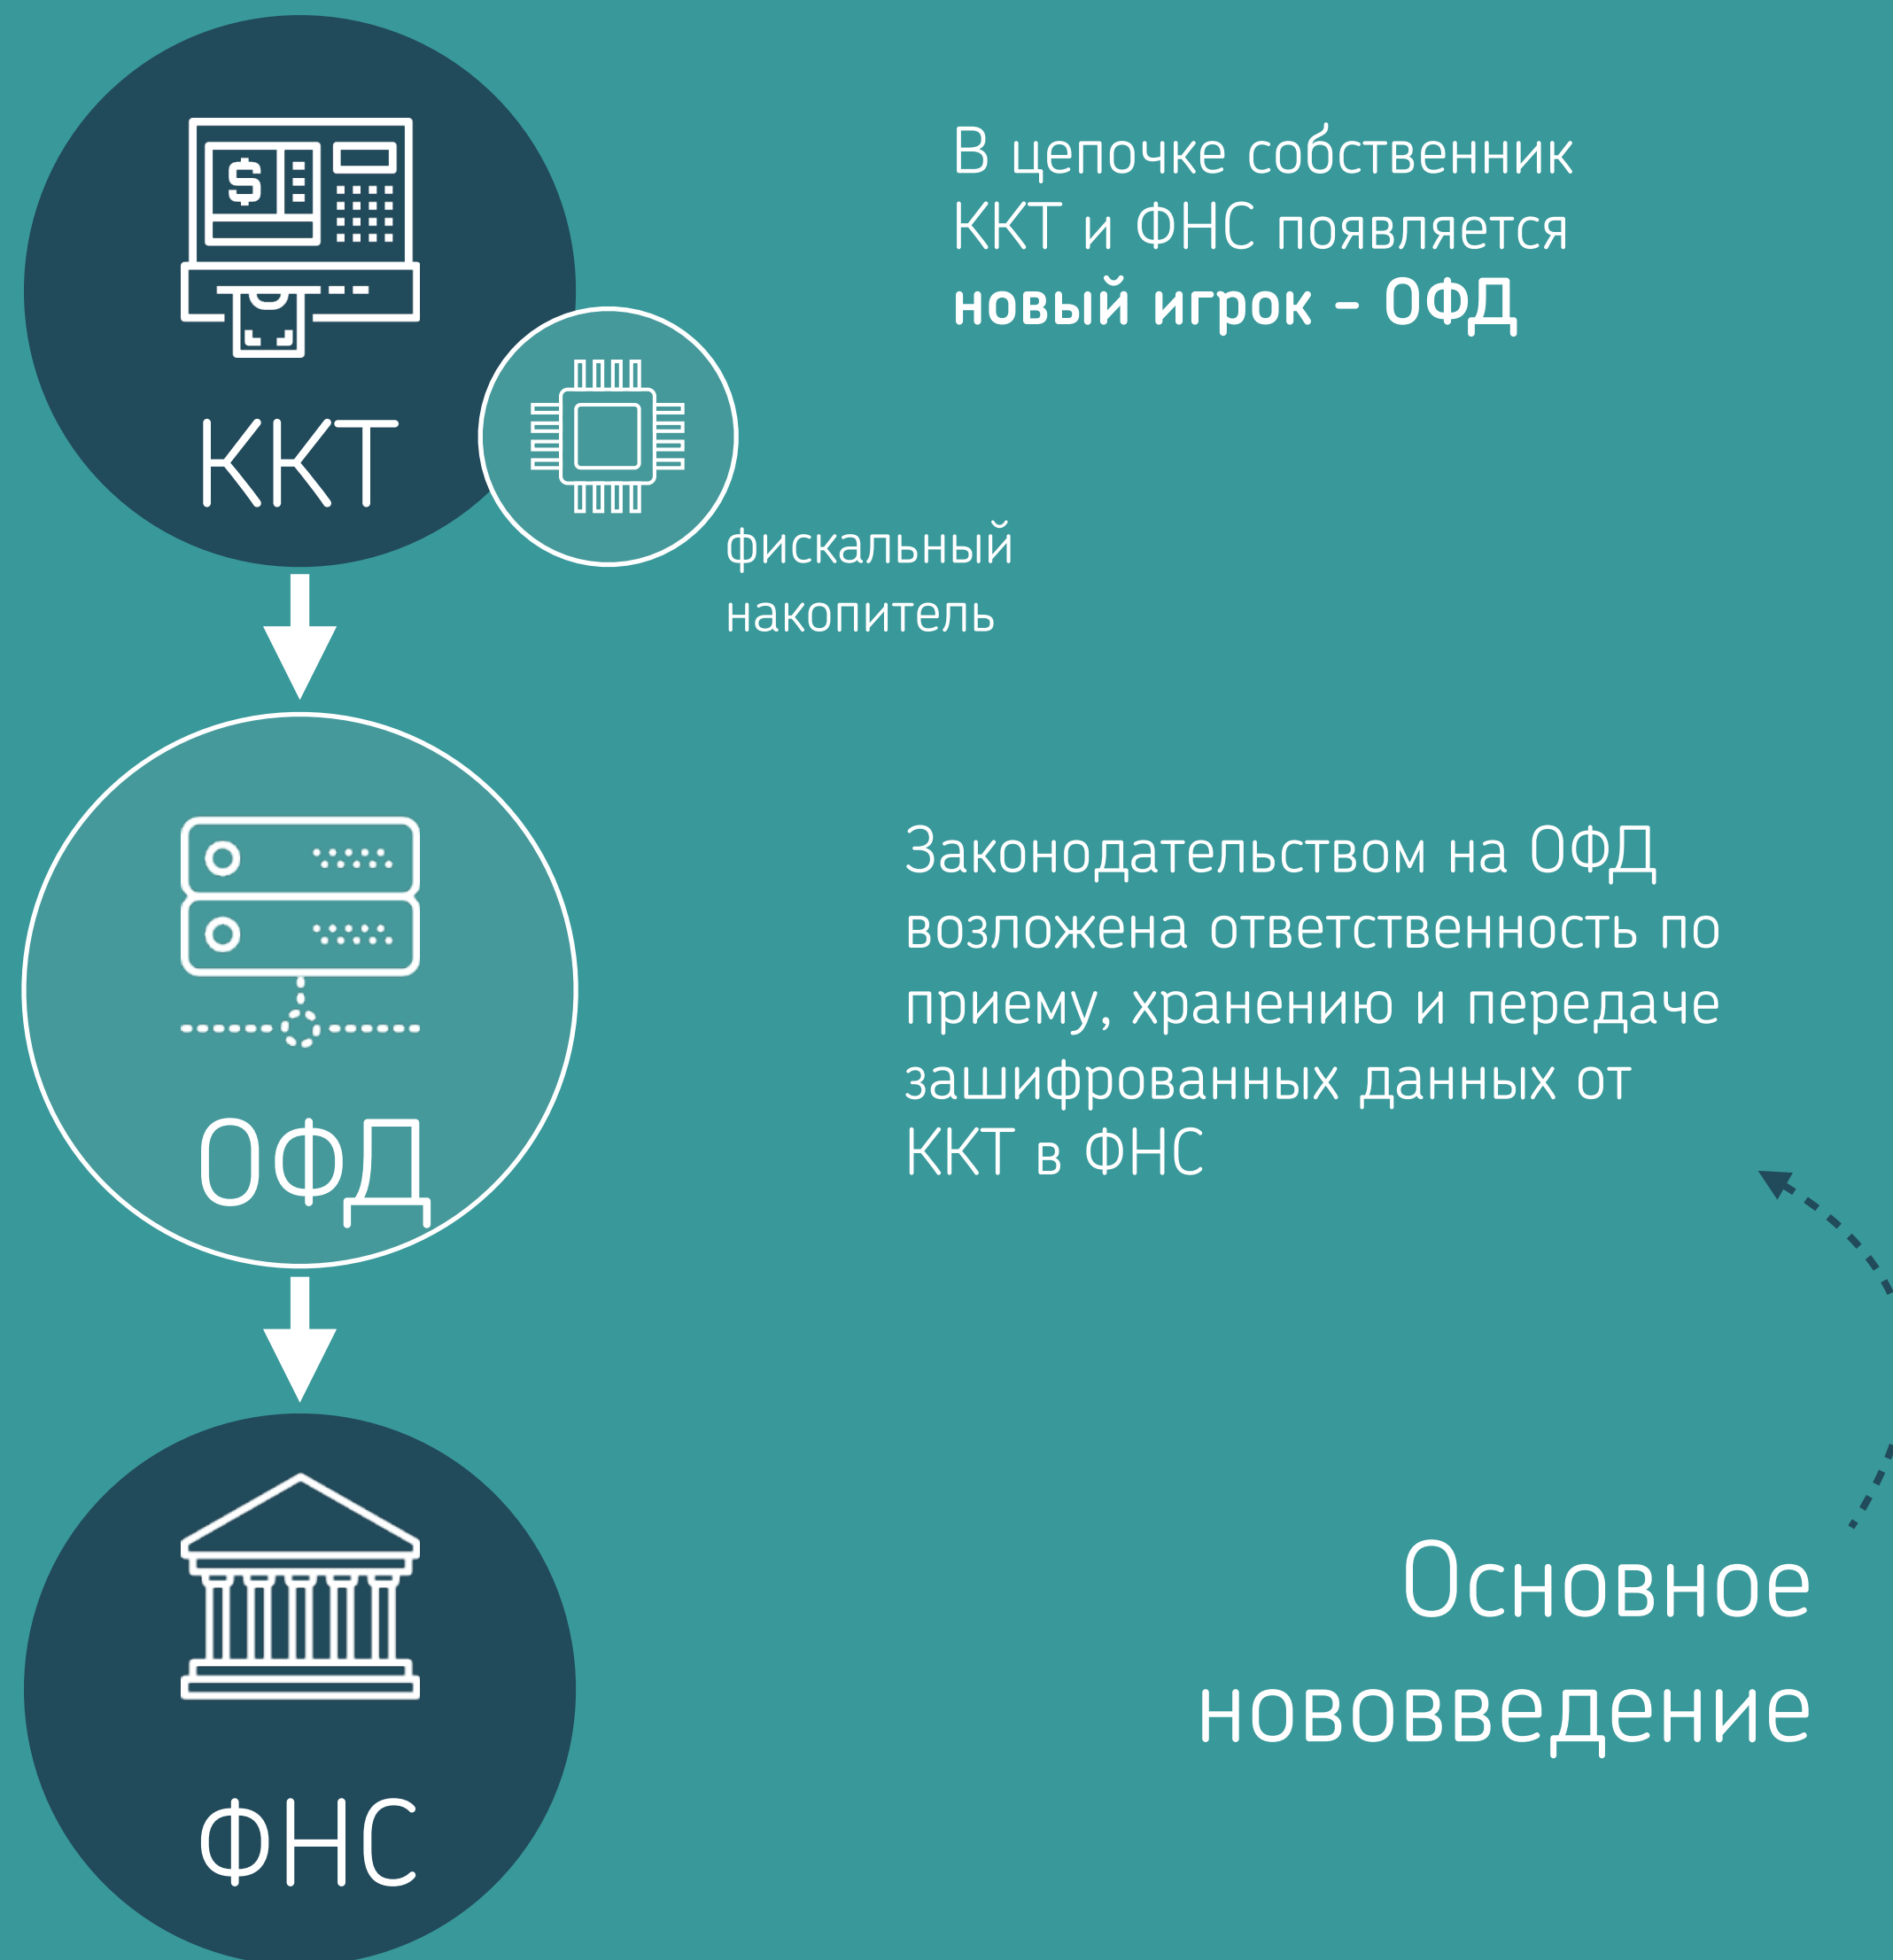 В цепочке собственник
ККТ и ФНС появляется
новый игрок - ОФД
ККТ
фискальный
накопитель
Законодательством на ОФД
возложена ответственность по
приему, хранению и передаче
зашифрованных данных от
ККТ в ФНС
ОФД
Основное
нововведение
ФНС